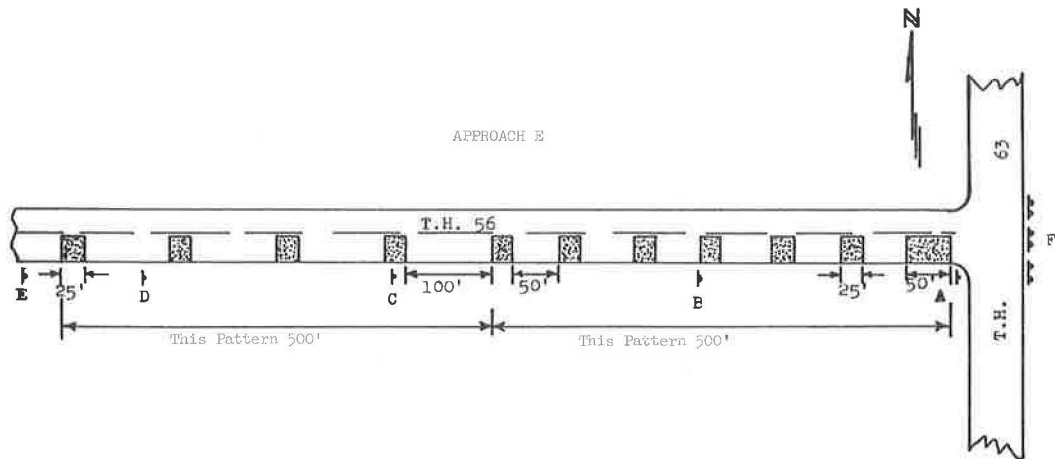 N
APPROACH E
63
T.H. 56
F
E
25'
D
C
100'
50'
B
25'
50'
A
T.H.
This Pattern 500'
This Pattern 500'